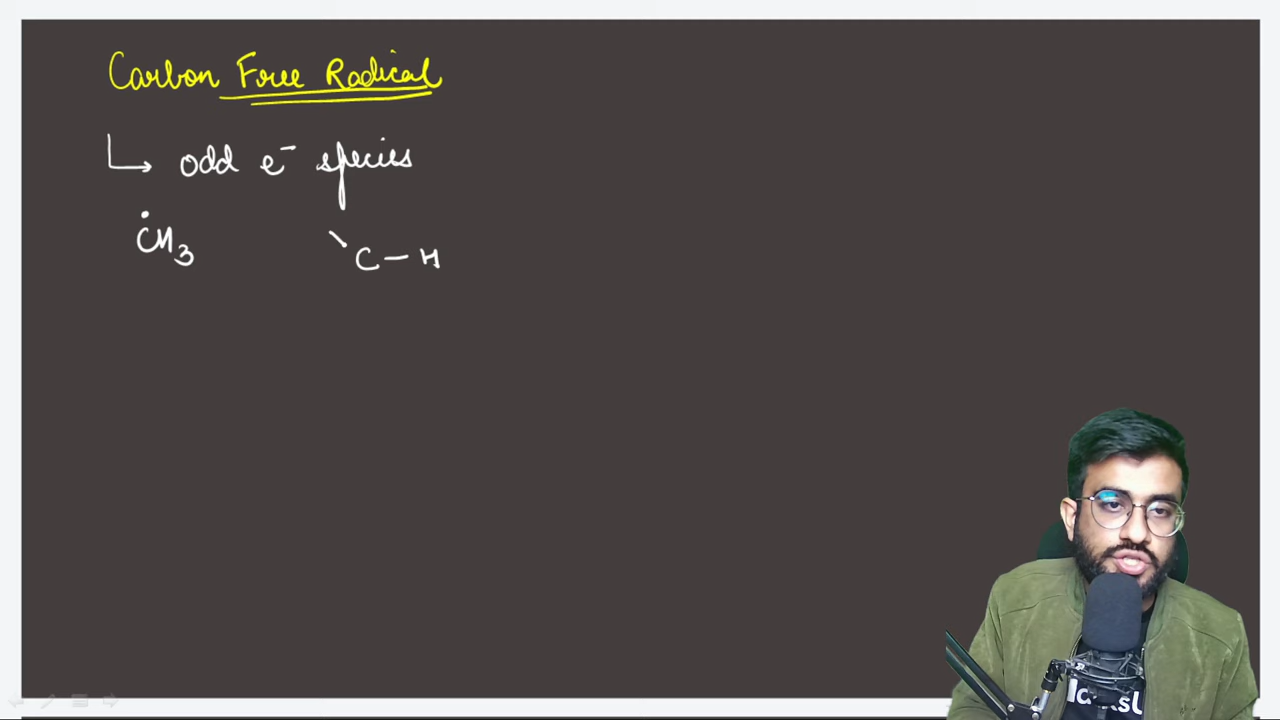 Carbon Free Radical
↳ odd e⁻ species
ĊH₃
C – H